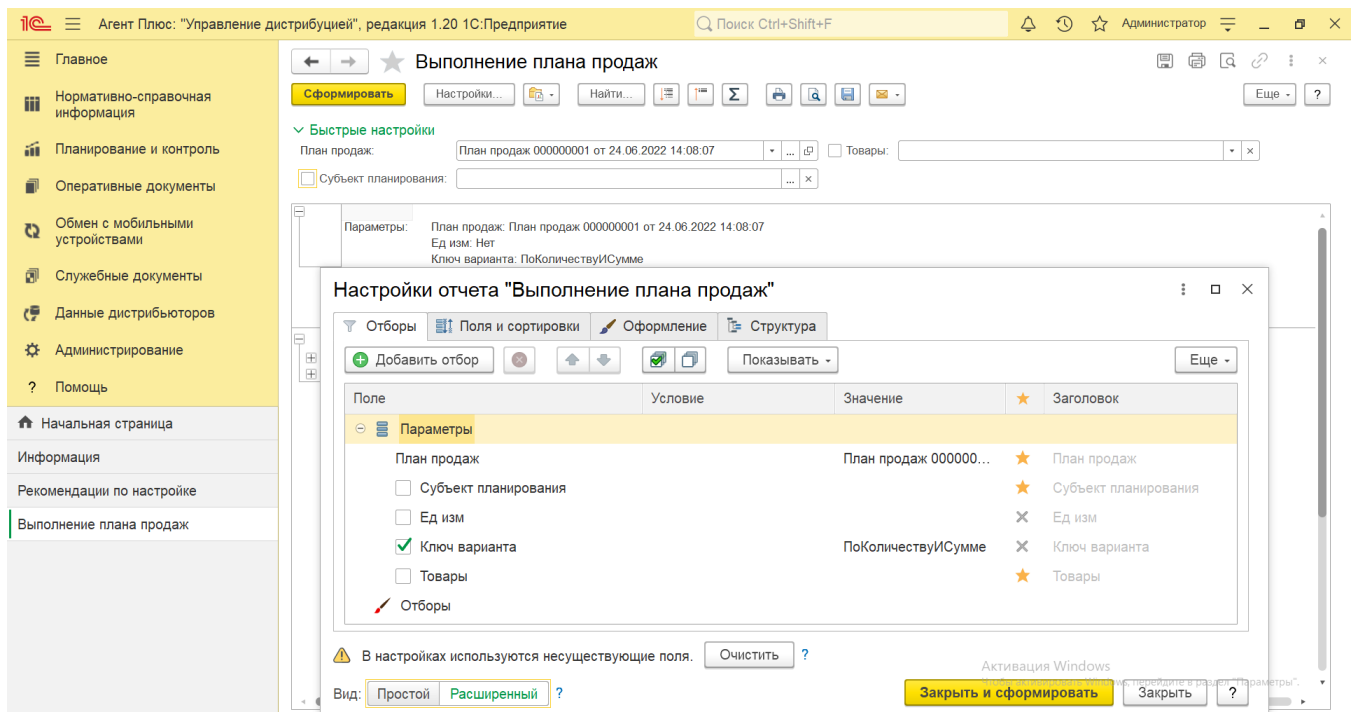 Агент Плюс: "Управление дистрибуцией", редакция 1.20 1С:Предприятие
Поиск Ctrl+Shift+F
Администратор
Главное
Нормативно-справочная
информация
Планирование и контроль
Оперативные документы
Обмен с мобильными
устройствами
Служебные документы
Данные дистрибьюторов
Администрирование
? Помощь
Начальная страница
Информация
Рекомендации по настройке
Выполнение плана продаж
Выполнение плана продаж
Сформировать Настройки... Найти... Еще ?
Быстрые настройки
План продаж: План продаж 000000001 от 24.06.2022 14:08:07 ... Товары:
Субъект планирования: ...
Параметры: План продаж: План продаж 000000001 от 24.06.2022 14:08:07
Ед изм: Нет
Ключ варианта: ПоКоличествуИСумме
Настройки отчета "Выполнение плана продаж"
Отборы Поля и сортировки Оформление Структура
Добавить отбор Показывать Еще
Поле Условие Значение Заголовок
Параметры
План продаж План продаж 000000... План продаж
Субъект планирования Субъект планирования
Ед изм Ед изм
Ключ варианта ПоКоличествуИСумме Ключ варианта
Товары Товары
Отборы
В настройках используются несуществующие поля. Очистить ?
Активация Windows
Чтобы активировать Windows, перейдите в раздел "Параметры".
Вид: Простой Расширенный ? Закрыть и сформировать Закрыть ?